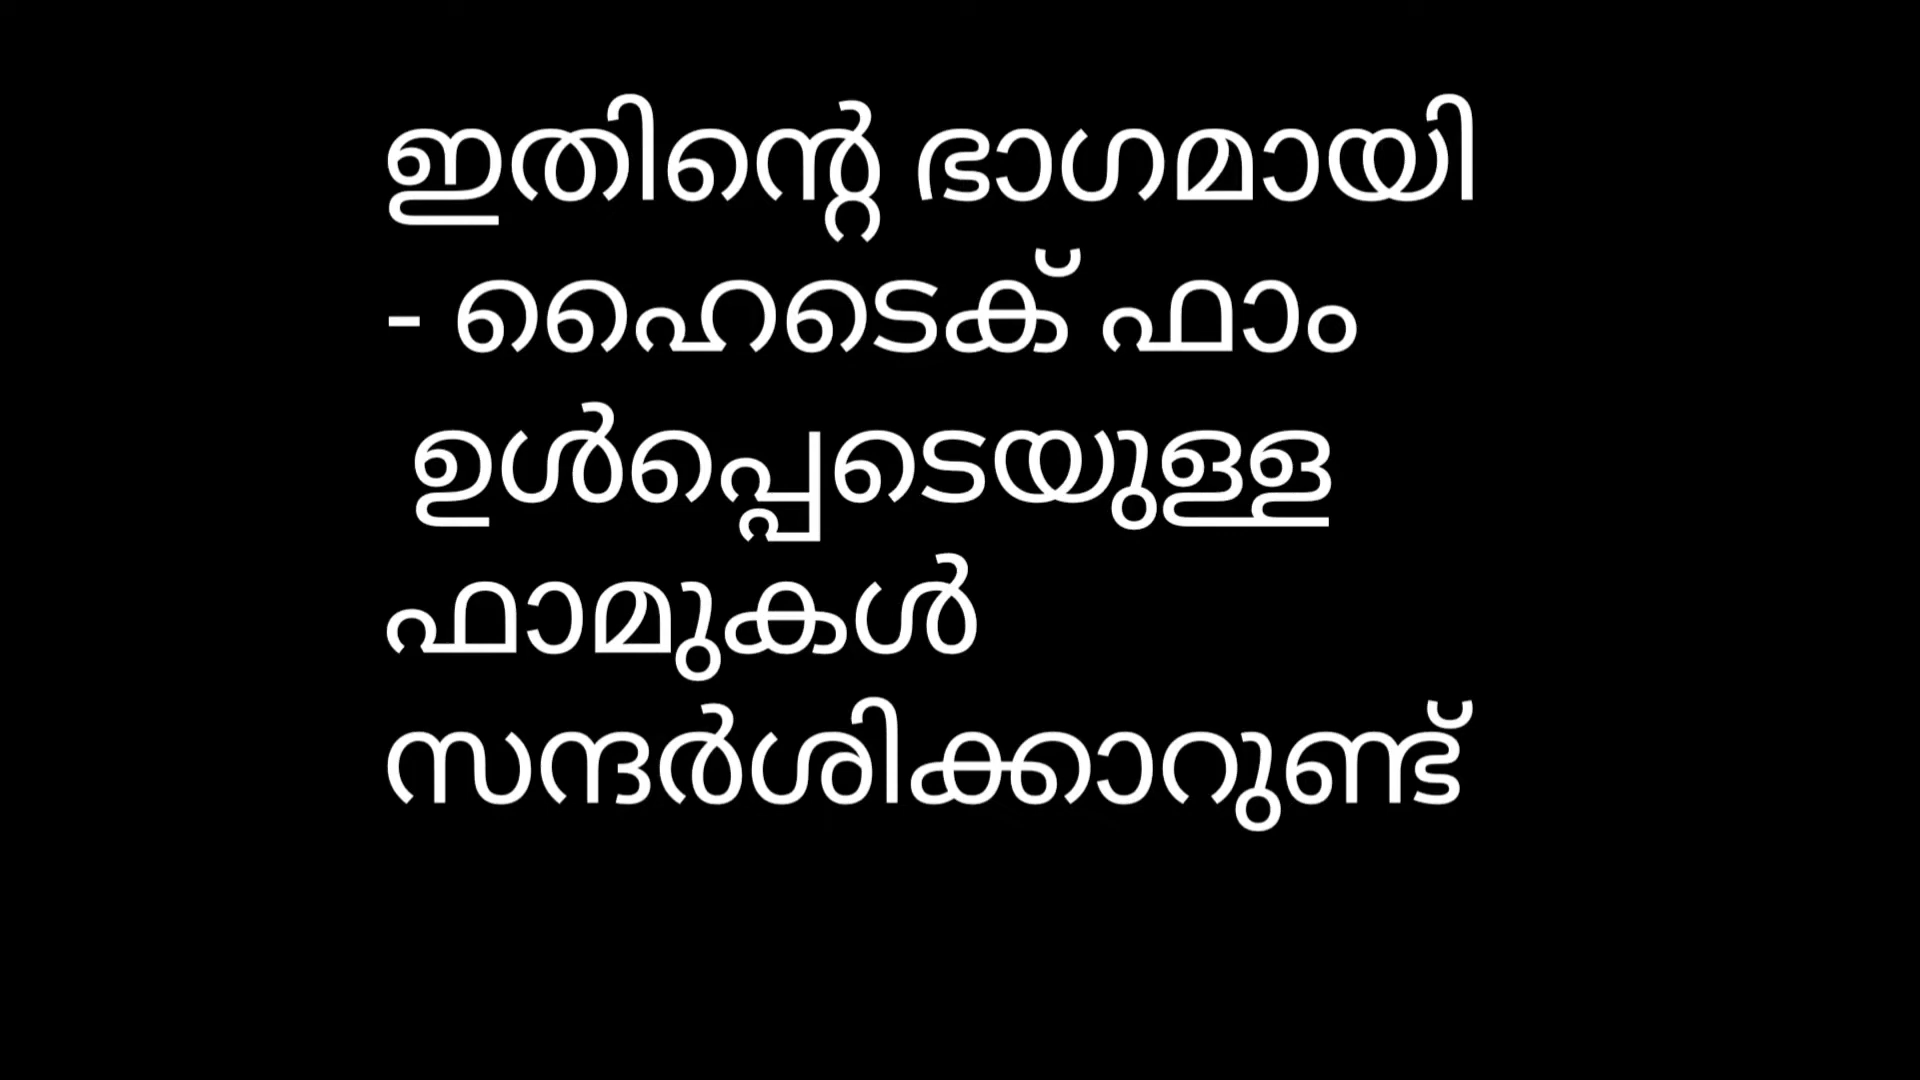 ഇതിന്റെ ഭാഗമായി
- ഹൈടെക് ഫാം
ഉൾപ്പെടെയുള്ള
ഫാമുകൾ
സന്ദർശിക്കാറുണ്ട്